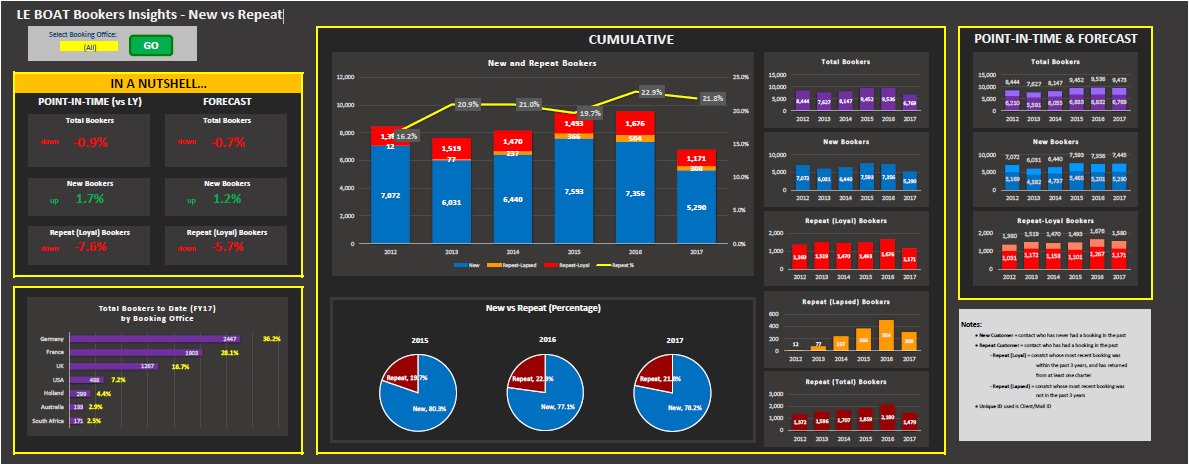 LE BOAT Bookers Insights - New vs Repeat
Select Booking Office:
(All)
GO
IN A NUTSHELL...
POINT-IN-TIME (vs LY)
FORECAST
Total Bookers
down -0.9%
Total Bookers
down -0.7%
New Bookers
up 1.7%
New Bookers
up 1.2%
Repeat (Loyal) Bookers
down -7.6%
Repeat (Loyal) Bookers
down -5.7%
Total Bookers to Date (FY17)
by Booking Office
Germany 2447 36.2%
France 1903 28.1%
UK 1267 18.7%
USA 488 7.2%
Holland 299 4.4%
Australia 193 2.9%
South Africa 171 2.5%
CUMULATIVE
New and Repeat Bookers
12,000
10,000
8,000
6,000
4,000
2,000
0
25.0%
20.0%
15.0%
10.0%
5.0%
0.0%
16.2% 20.9% 21.0% 19.7% 22.9% 21.8%
1,519 1,470 1,493 1,676 1,171
12 77 237 366 504 308
7,072 6,031 6,440 7,593 7,356 5,290
2012 2013 2014 2015 2016 2017
New Repeat-Lapsed Repeat-Loyal Repeat %
New vs Repeat (Percentage)
2015 2016 2017
Repeat, 19.7%
New, 80.3%
Repeat, 22.9%
New, 77.1%
Repeat, 21.8%
New, 78.2%
Total Bookers
15,000
10,000
5,000
0
8,444 7,627 8,147 9,452 9,536 6,769
2012 2013 2014 2015 2016 2017
New Bookers
10,000
5,000
0
7,072 6,031 6,440 7,593 7,356 5,290
2012 2013 2014 2015 2016 2017
Repeat (Loyal) Bookers
2,000
1,000
0
1,360 1,519 1,470 1,493 1,676 1,171
2012 2013 2014 2015 2016 2017
Repeat (Lapsed) Bookers
600
400
200
0
12 77 237 366 504 308
2012 2013 2014 2015 2016 2017
Repeat (Total) Bookers
3,000
2,000
1,000
0
1,372 1,596 1,707 1,859 2,180 1,479
2012 2013 2014 2015 2016 2017
POINT-IN-TIME & FORECAST
Total Bookers
15,000
10,000
5,000
0
8,444 7,627 8,147 9,452 9,536 9,473
6,210 5,591 6,055 6,833 6,832 6,769
2012 2013 2014 2015 2016 2017
New Bookers
10,000
5,000
0
7,072 6,031 6,440 7,593 7,356 7,445
5,169 4,382 4,737 5,465 5,201 5,290
2012 2013 2014 2015 2016 2017
Repeat-Loyal Bookers
2,000
1,000
0
1,360 1,519 1,470 1,493 1,676 1,580
1,031 1,172 1,158 1,101 1,267 1,171
2012 2013 2014 2015 2016 2017
Notes:
• New Customer = contact who has never had a booking in the past
• Repeat Customer = contact who has had a booking in the past
- Repeat (Loyal) = conatct whose most recent booking was
within the past 3 years, and has returned
from at least one charter
- Repeat (Lapsed) = conatct whose most recent booking was
not in the past 3 years
• Unique ID used is Client/Mail ID